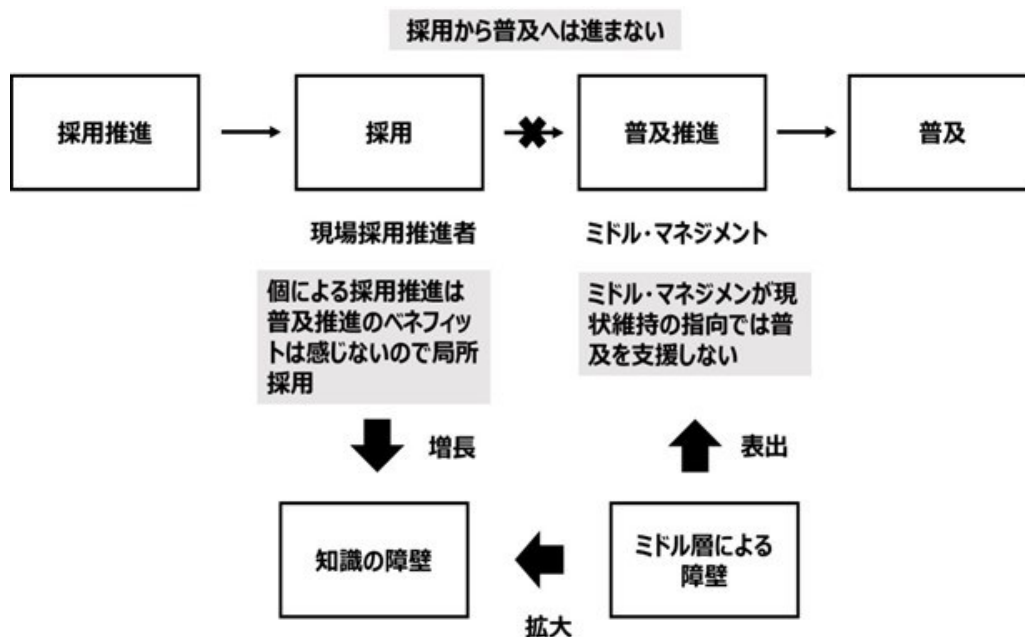 採用から普及へは進まない
採用推進
採用
普及推進
普及
現場採用推進者
ミドル・マネジメント
個による採用推進は
普及推進のベネフィッ
トは感じないので局所
採用
ミドル・マネジメンが現
状維持の指向では普
及を支援しない
増長
表出
知識の障壁
ミドル層による
障壁
拡大